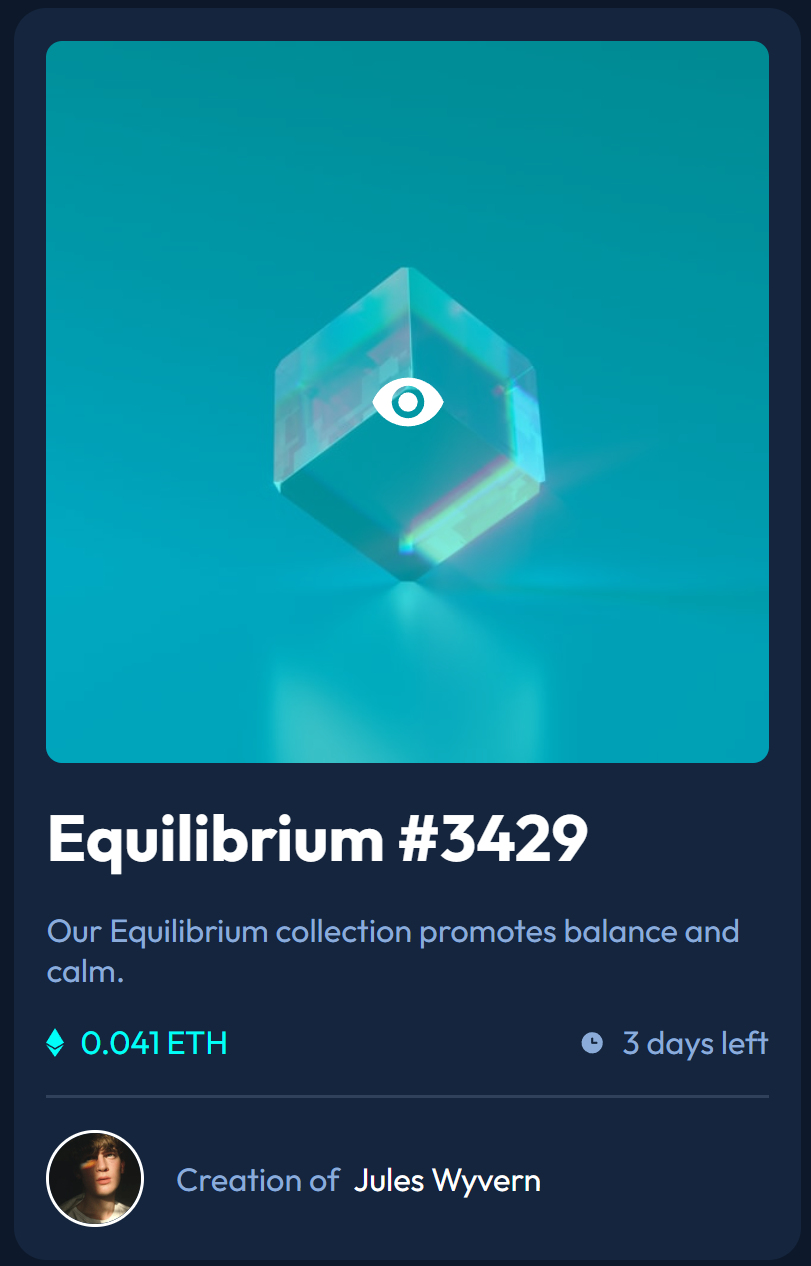 Equilibrium #3429
Our Equilibrium collection promotes balance and
calm.
0.041 ETH
3 days left
Creation of Jules Wyvern